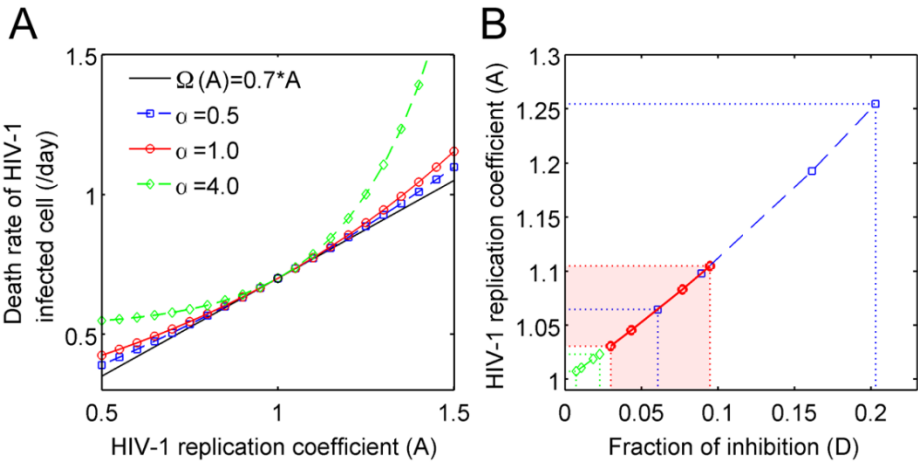 A
Death rate of HIV-1
infected cell (/day)
1.5
1
0.5
Ω(A)=0.7*A
α=0.5
α=1.0
α=4.0
0.5
1
1.5
HIV-1 replication coefficient (A)
B
HIV-1 replication coefficient (A)
1.3
1.25
1.2
1.15
1.1
1.05
1
0
0.05
0.1
0.15
0.2
Fraction of inhibition (D)